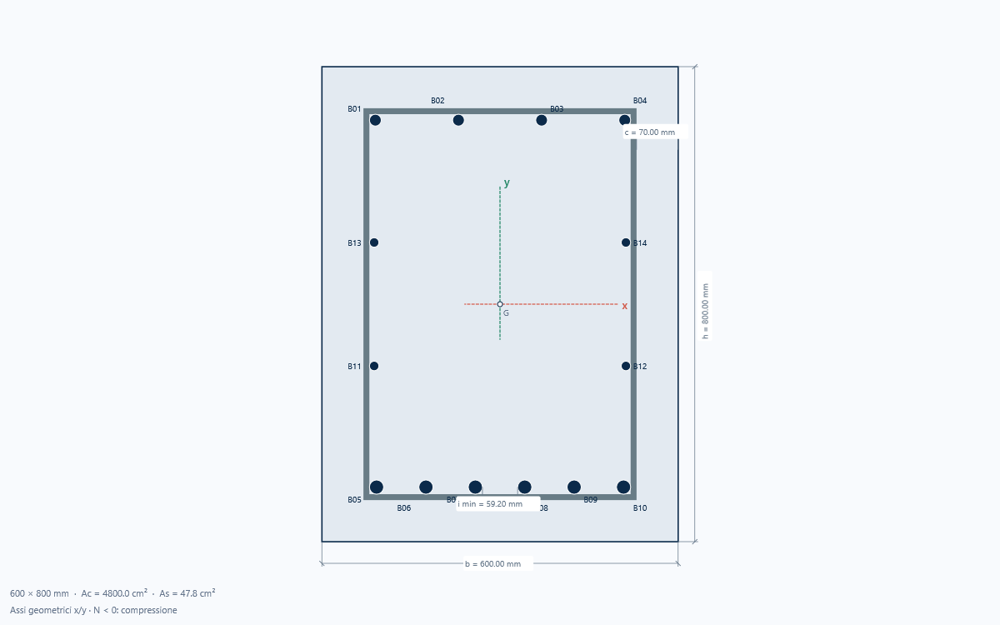 B02
B04
B01
B03
c = 70.00 mm
y
B13
B14
h = 800.00 mm
x
G
B11
B12
B05
i min = 59.20 mm
B09
B06
B10
b = 600.00 mm
600 × 800 mm · Ac = 4800.0 cm² · As = 47.8 cm²
Assi geometrici x/y · N < 0: compressione